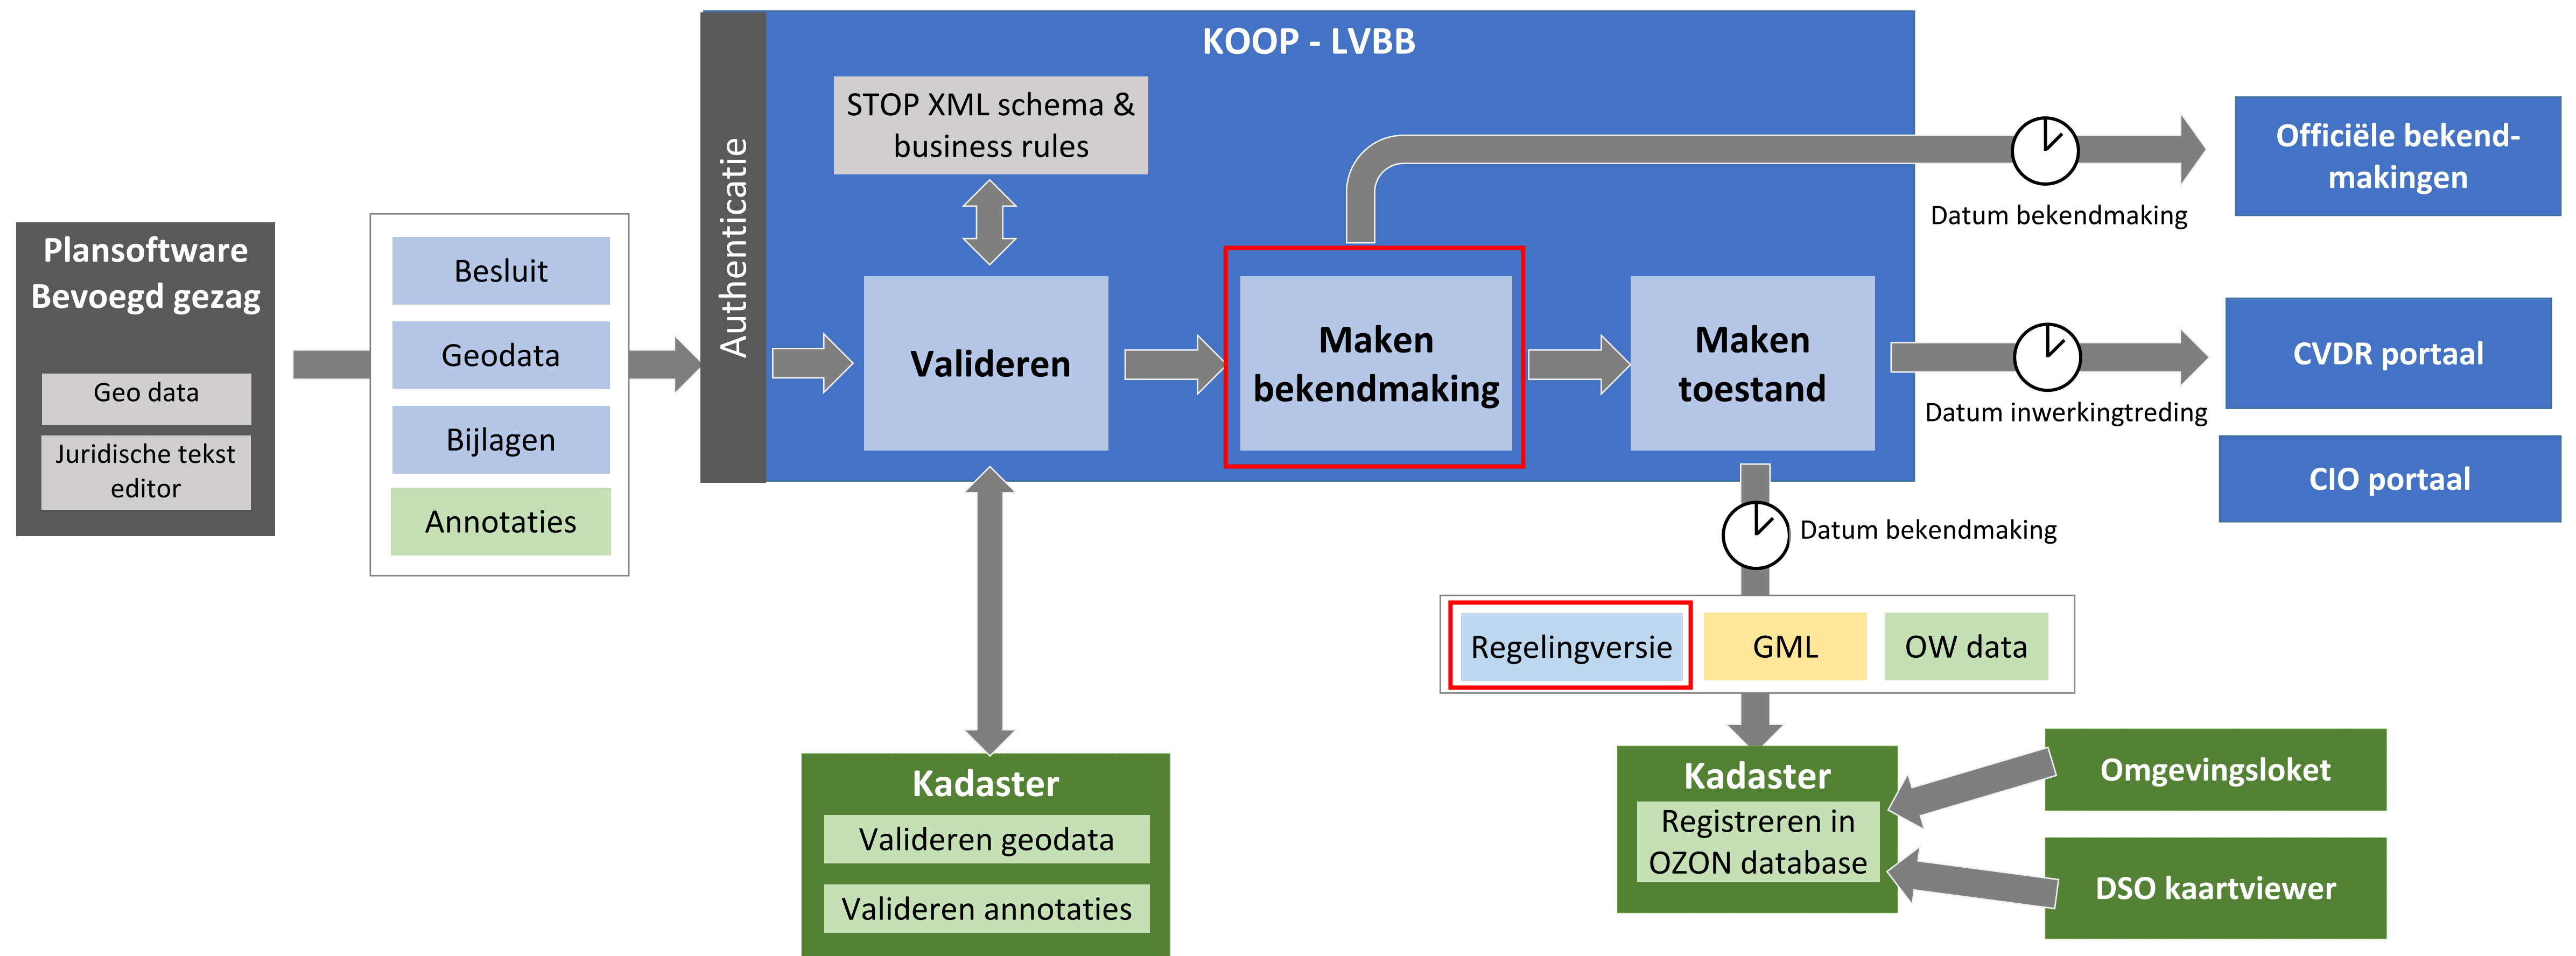 KOOP - LVBB
Authenticatie
STOP XML schema &
business rules
Officiële bekend-
makingen
Datum bekendmaking
Plansoftware
Bevoegd gezag
Geo data
Juridische tekst
editor
Besluit
Geodata
Bijlagen
Annotaties
Valideren
Maken
bekendmaking
Maken
toestand
CVDR portaal
Datum inwerkingtreding
CIO portaal
Datum bekendmaking
Regelingversie
GML
OW data
Kadaster
Valideren geodata
Valideren annotaties
Kadaster
Registreren in
OZON database
Omgevingsloket
DSO kaartviewer